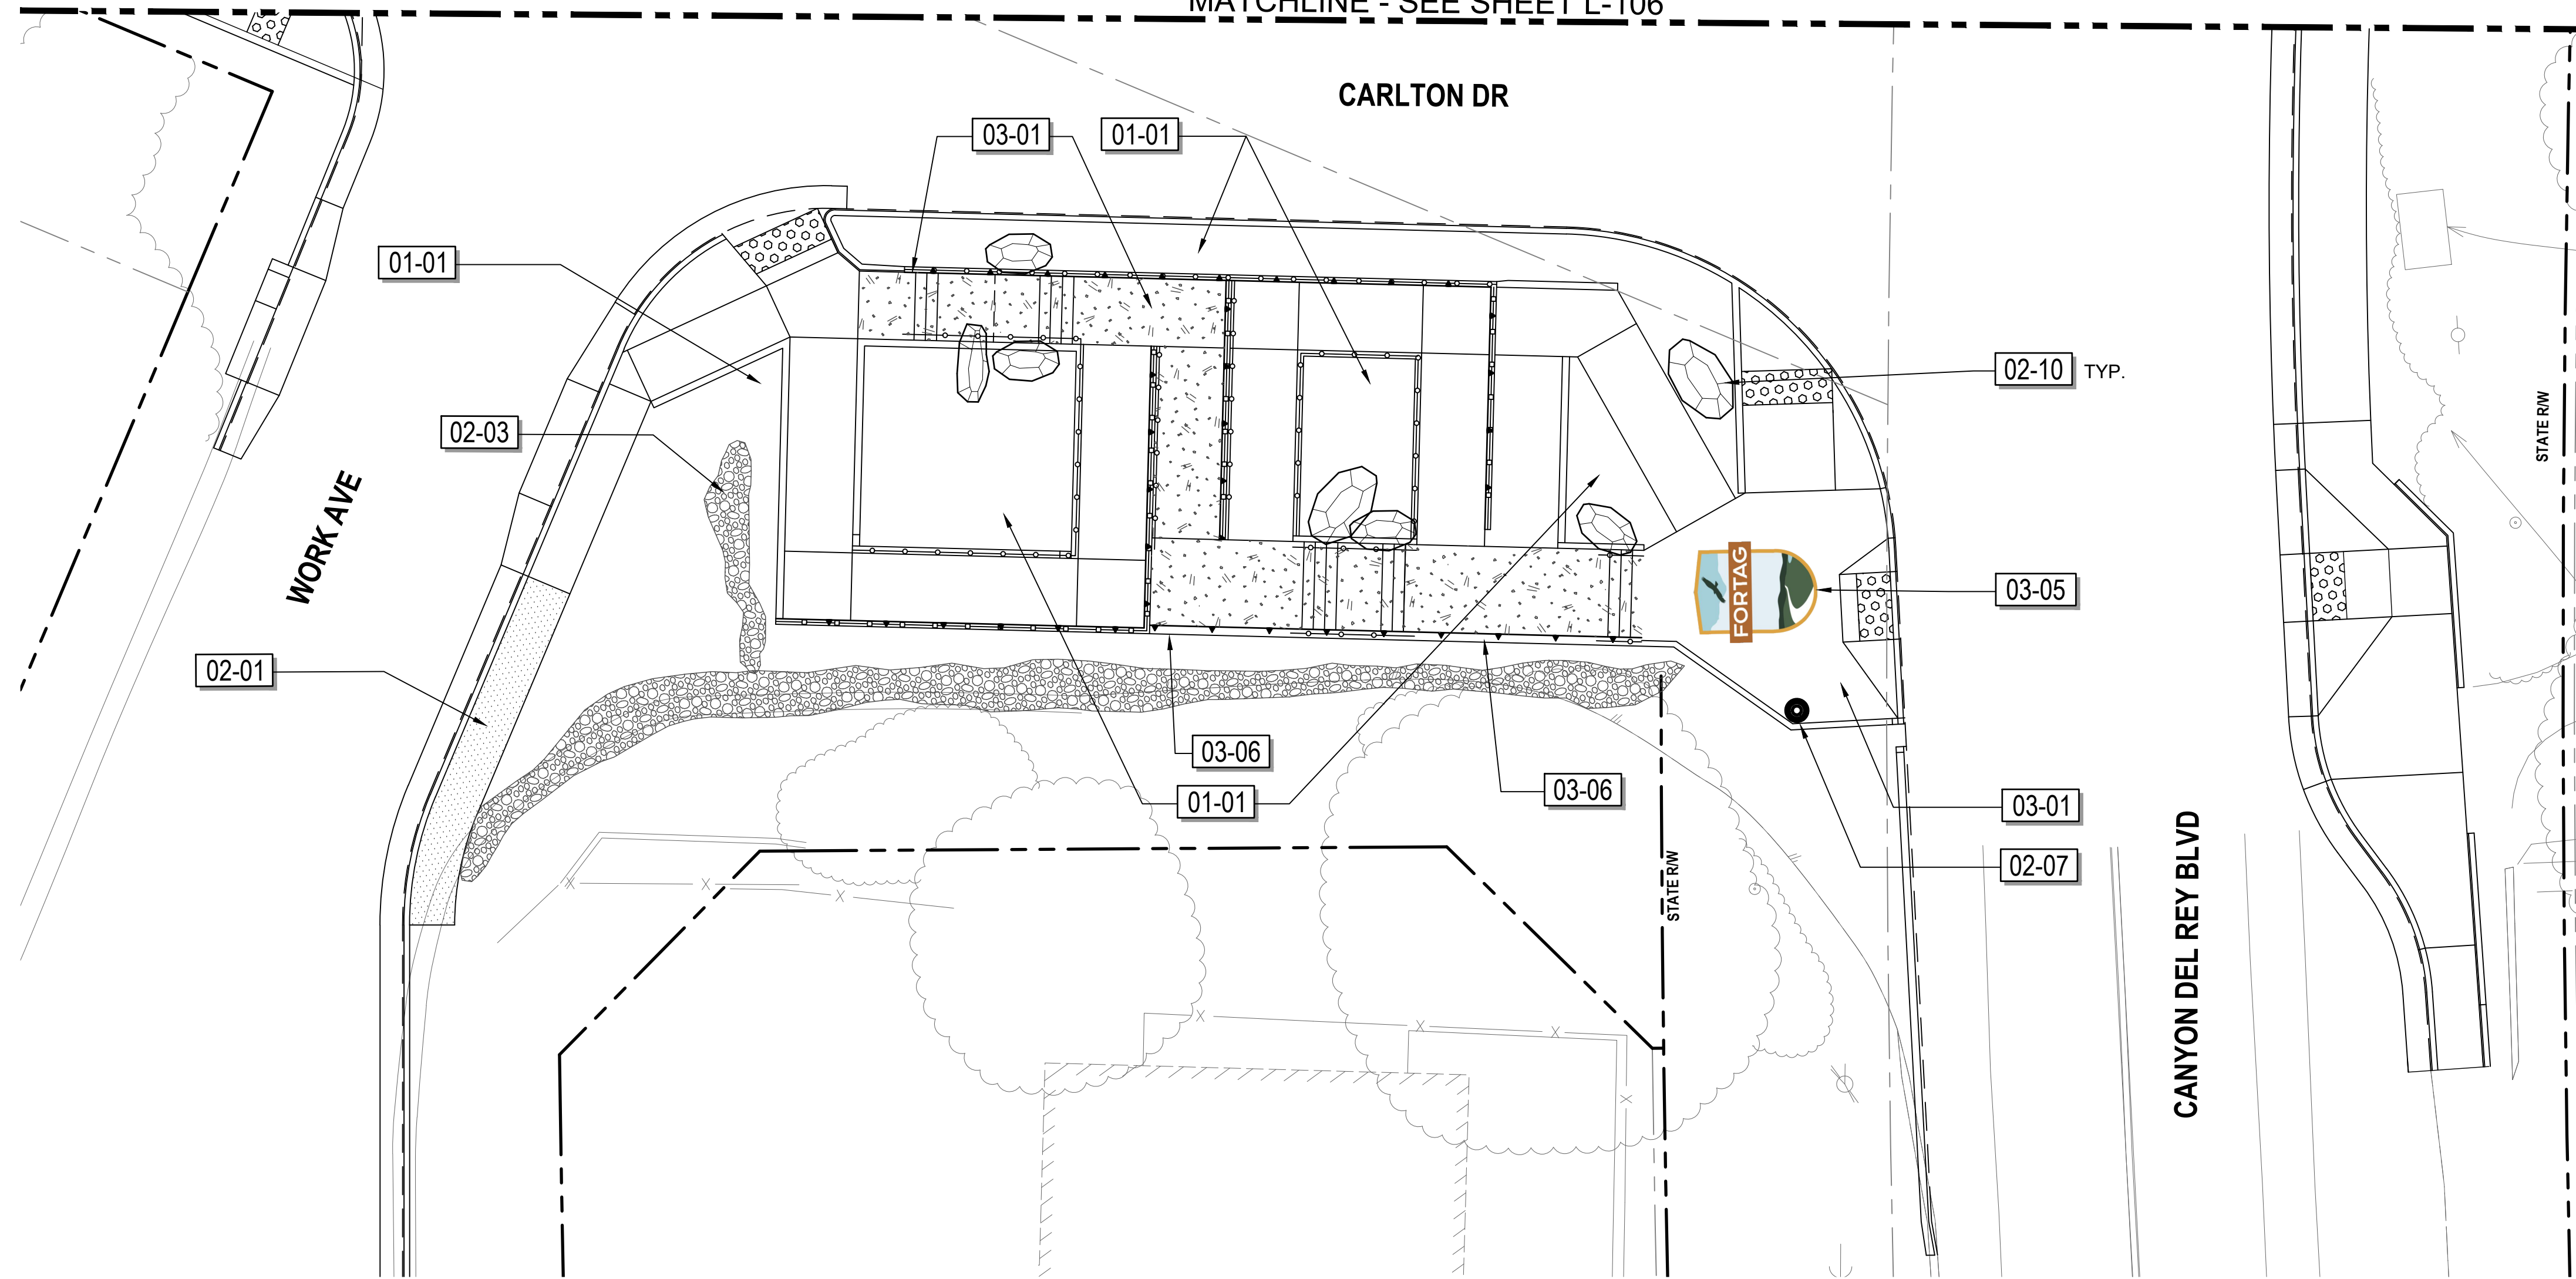 MATCHLINE - SEE SHEET L-106
CARLTON DR
03-01
01-01
01-01
02-10 TYP.
02-03
STATE R/W
WORK AVE
FORTAG
03-05
02-01
03-06
03-06
01-01
03-01
02-07
STATE R/W
CANYON DEL REY BLVD